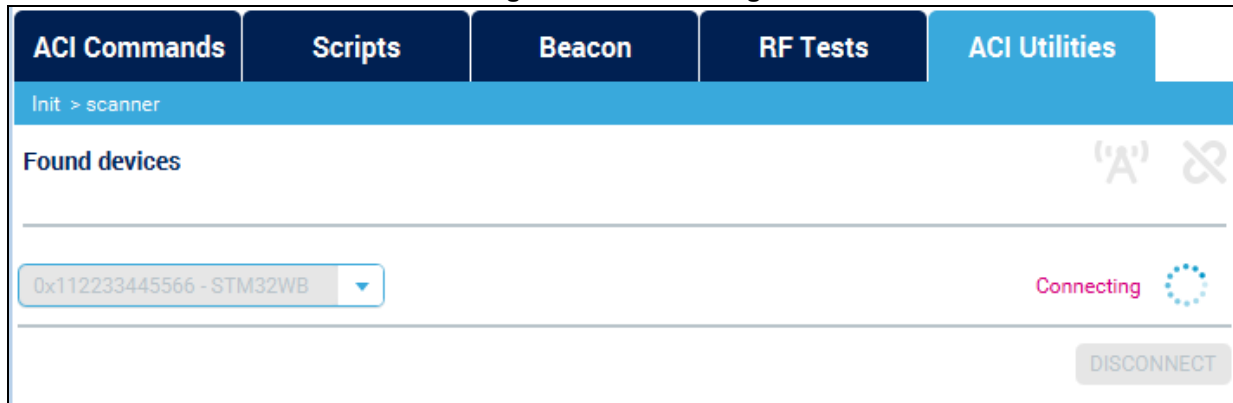 ACI Commands Scripts Beacon RF Tests ACI Utilities
Init > scanner
Found devices
0x112233445566 - STM32WB Connecting
DISCONNECT